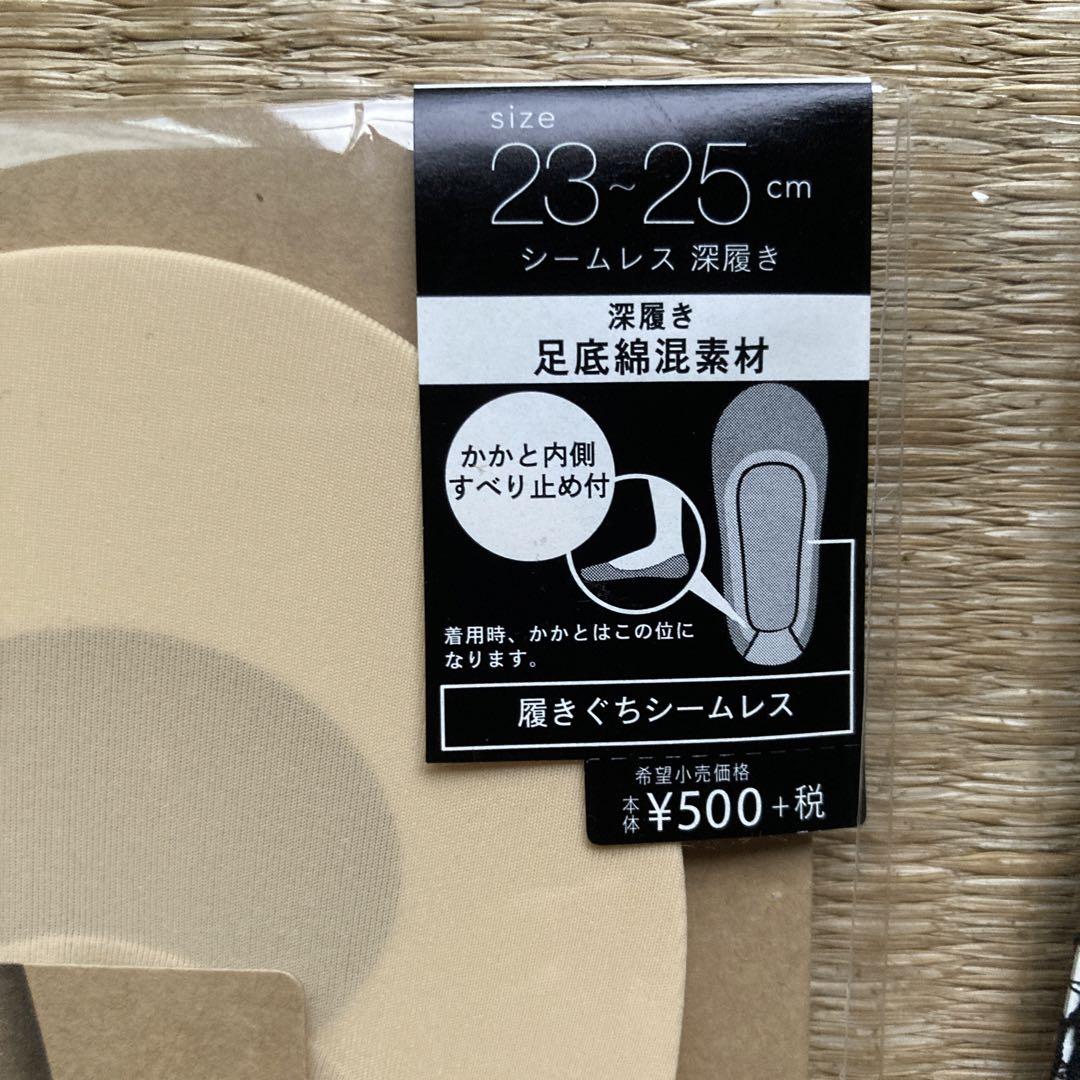 size
23~25 cm
シームレス 深履き
深履き
足底綿混素材
かかと内側
すべり止め付
着用時、かかとはこの位に
なります。
履きぐちシームレス
希望小売価格
本体 ¥500+税